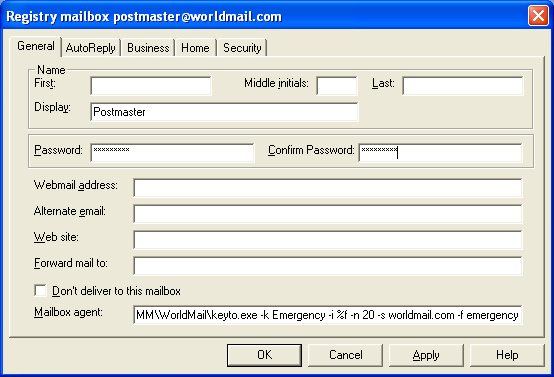 Registry mailbox postmaster@worldmail.com
General AutoReply Business Home Security
Name
First: Middle initials: Last:
Display: Postmaster
Password: ********* Confirm Password: *********
Webmail address:
Alternate email:
Web site:
Forward mail to:
Don't deliver to this mailbox
Mailbox agent: MM\WorldMail\keyto.exe -k Emergency -i %f -n 20 -s worldmail.com -f emergency
OK Cancel Apply Help